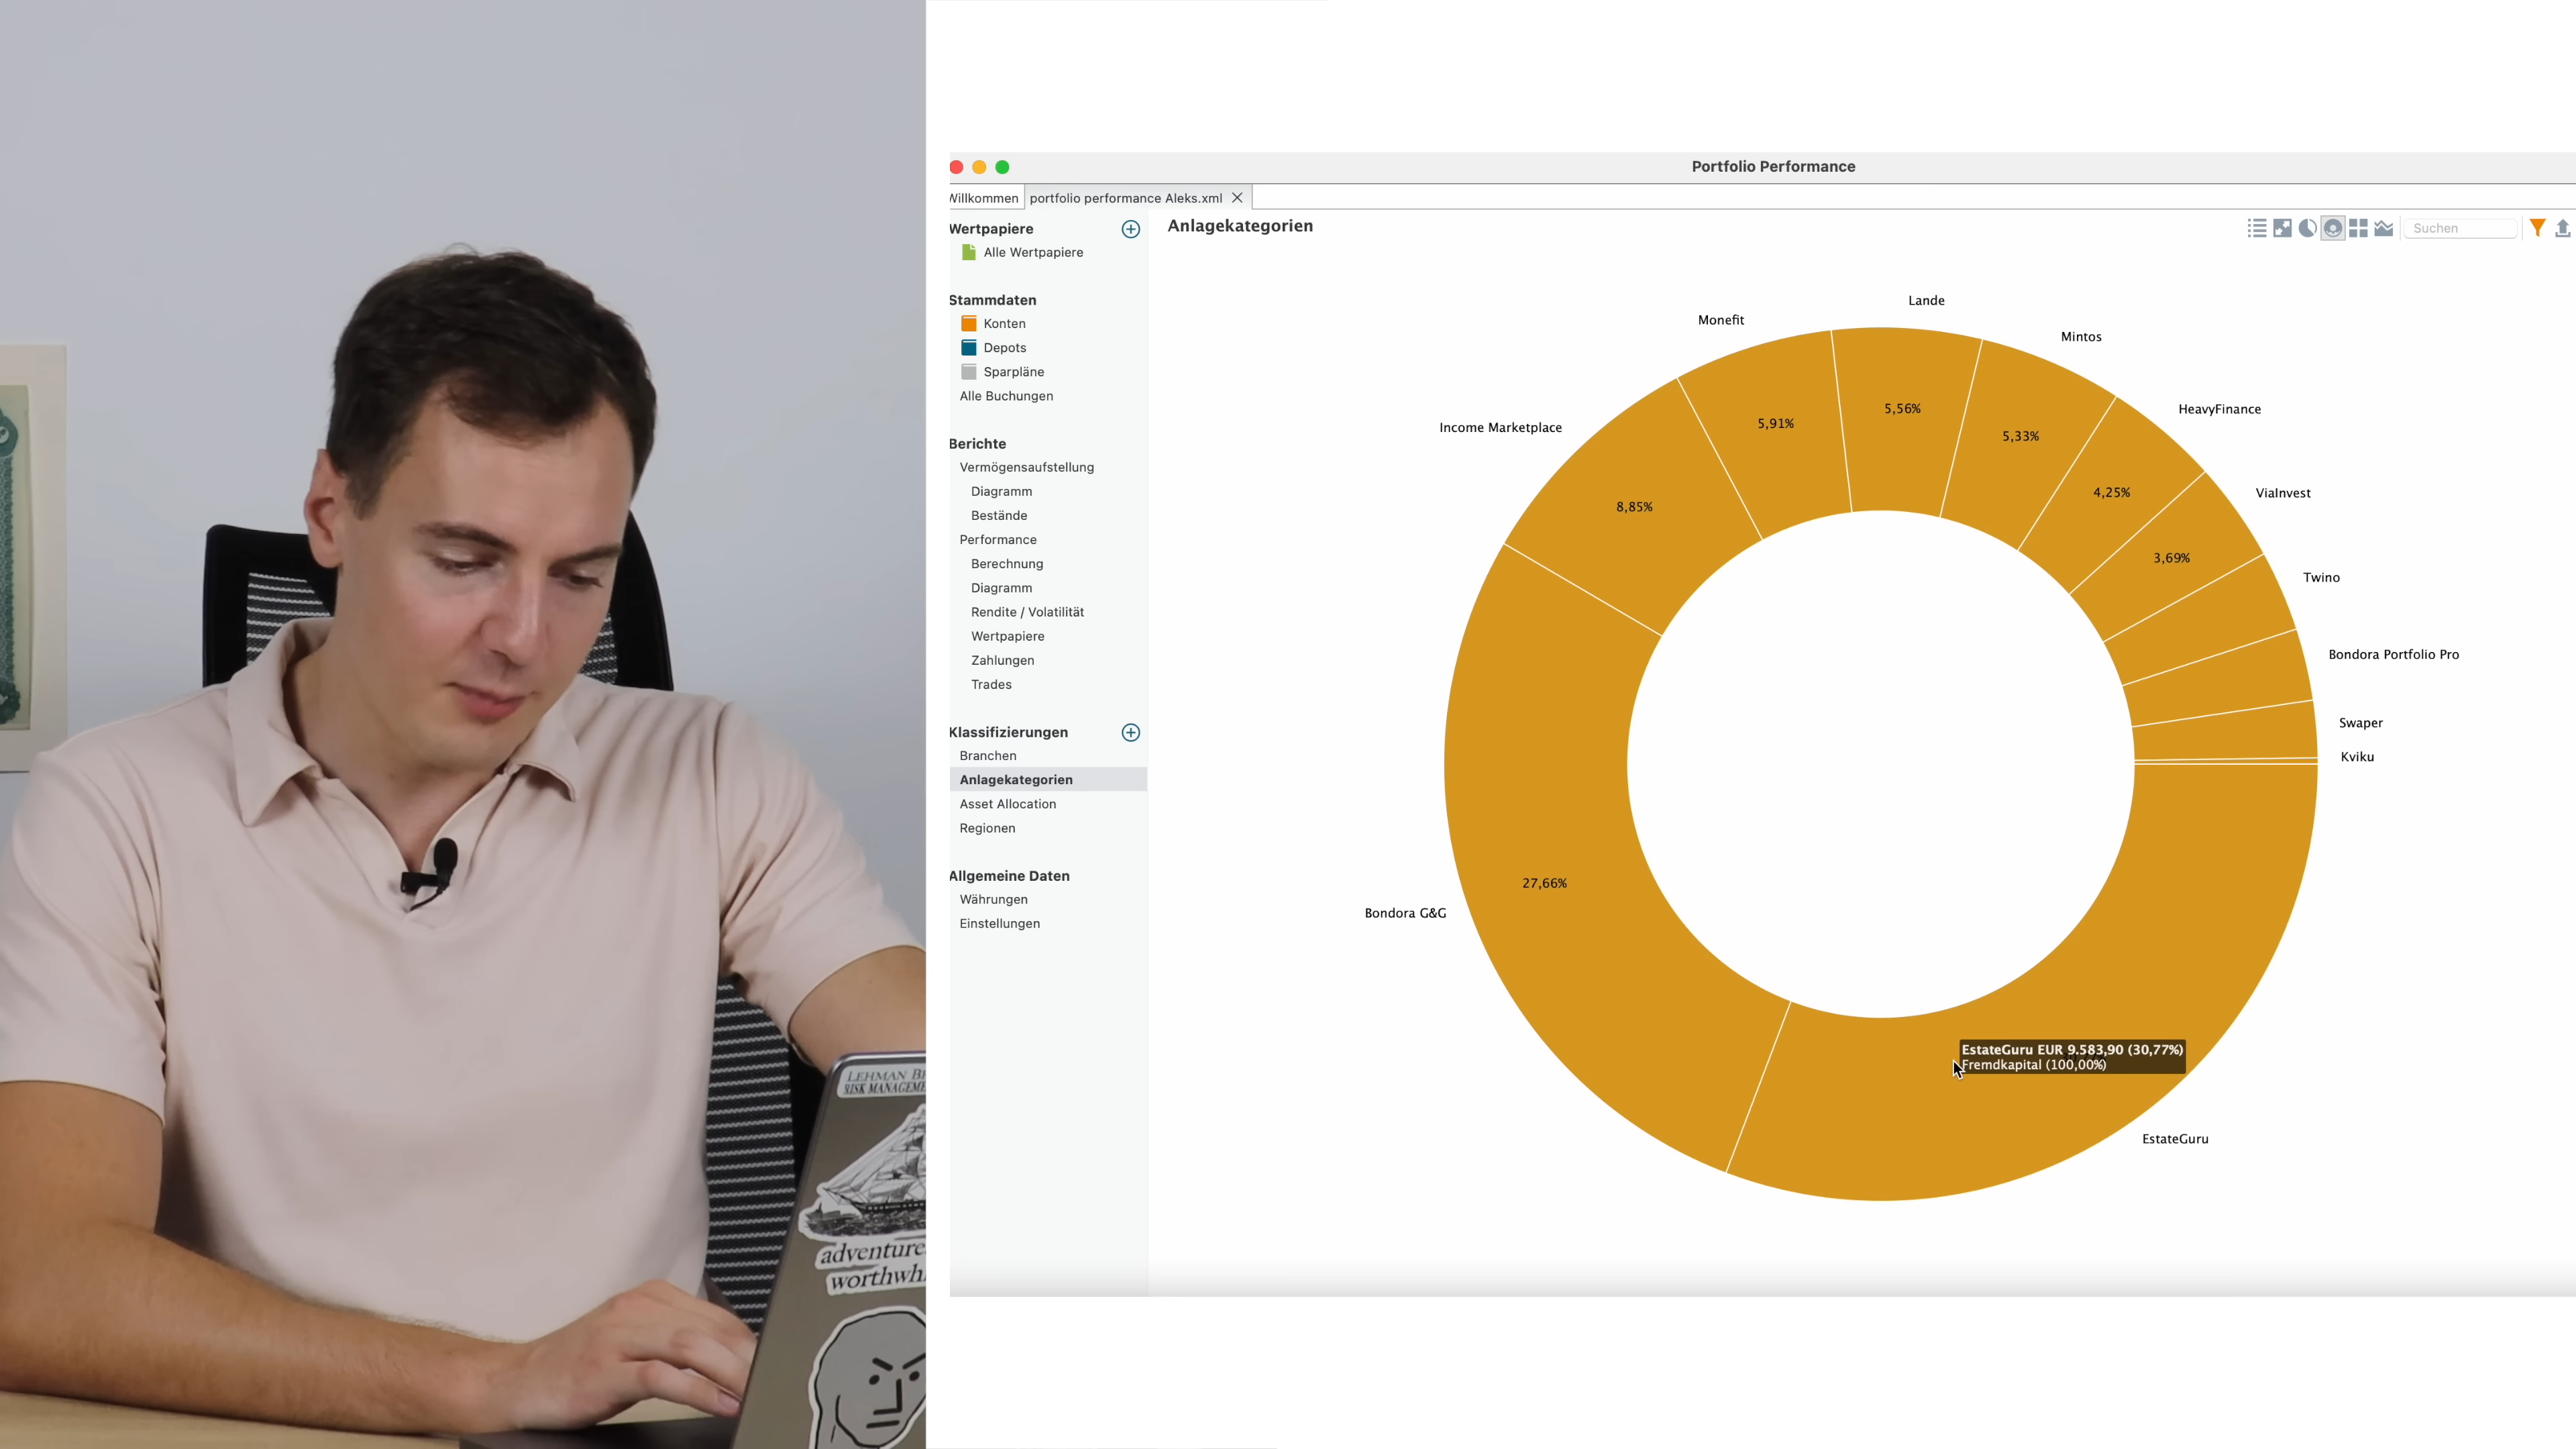 LEHMAN BR
RISK MANAGEME
adventure
worthwh
Portfolio Performance
Willkommen
portfolio performance Aleks.xml
Wertpapiere
Alle Wertpapiere
Stammdaten
Konten
Depots
Sparpläne
Alle Buchungen
Berichte
Vermögensaufstellung
Diagramm
Bestände
Performance
Berechnung
Diagramm
Rendite / Volatilität
Wertpapiere
Zahlungen
Trades
Klassifizierungen
Branchen
Anlagekategorien
Asset Allocation
Regionen
Allgemeine Daten
Währungen
Einstellungen
Anlagekategorien
Suchen
Lande
Monefit
Mintos
HeavyFinance
Income Marketplace
ViaInvest
Twino
Bondora Portfolio Pro
Swaper
Kviku
Bondora G&G
EstateGuru
5,56%
5,91%
5,33%
4,25%
8,85%
3,69%
27,66%
EstateGuru EUR 9.583,90 (30,77%)
Fremdkapital (100,00%)